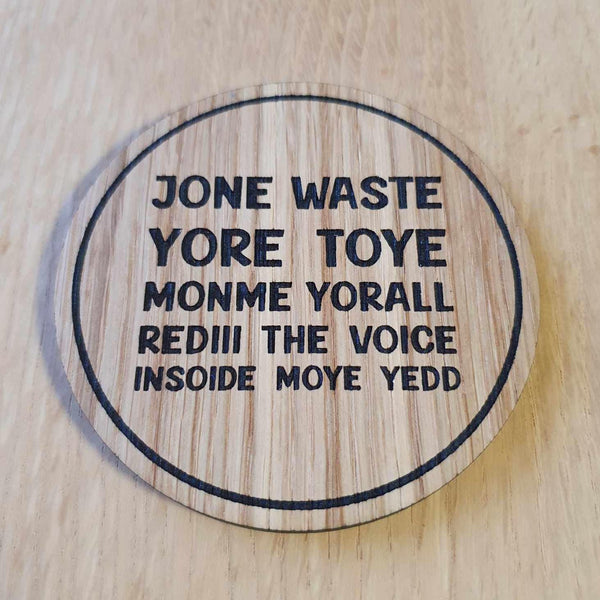 JONE WASTE
YORE TOYE
MONME YORALL
REDIII THE VOICE
INSOIDE MOYE YEDD